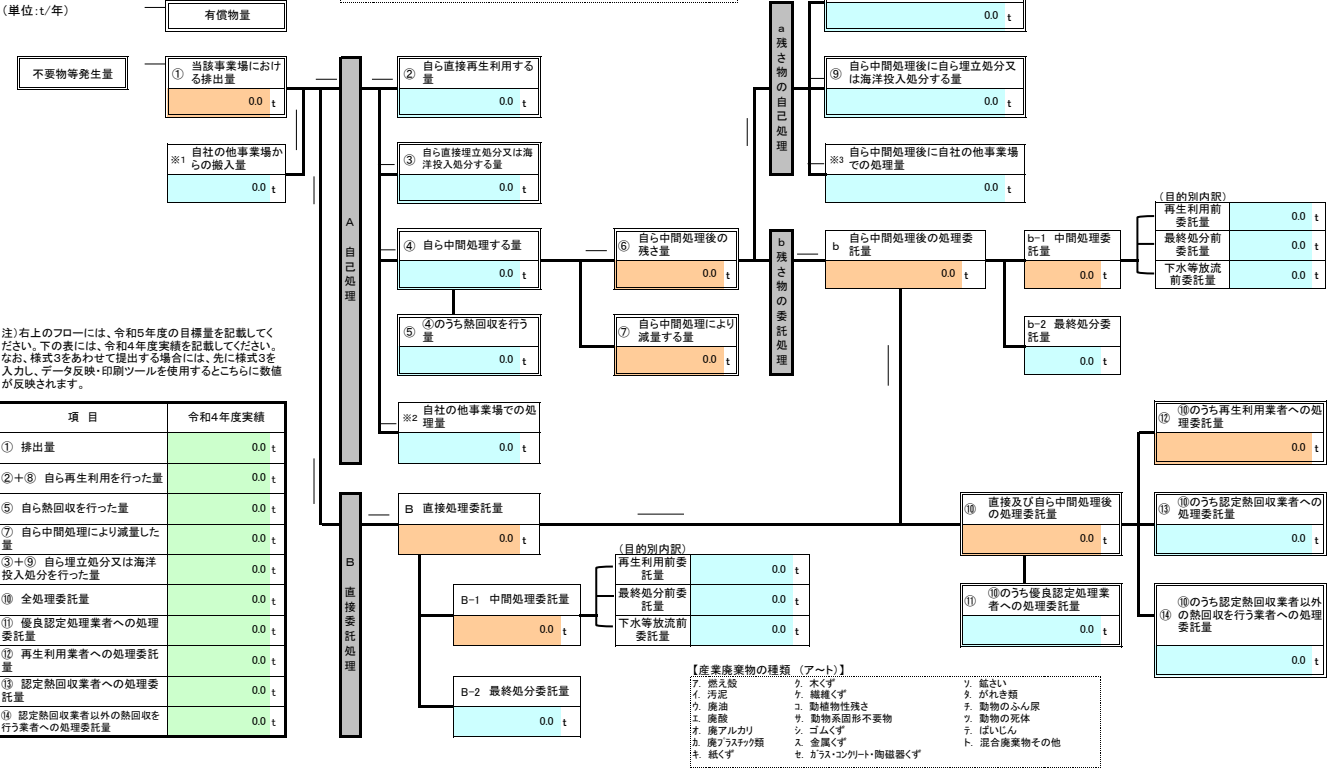 (単位:t/年)
有償物量
不要物等発生量
① 当該事業場におけ
る排出量
0.0 t
※1 自社の他事業場か
らの搬入量
0.0 t
A 自己処理
② 自ら直接再生利用する
量
0.0 t
③ 自ら直接埋立処分又は海
洋投入処分する量
0.0 t
④ 自ら中間処理する量
0.0 t
⑤ ④のうち熱回収を行う
量
0.0 t
※2 自社の他事業場での処
理量
0.0 t
⑥ 自ら中間処理後の
残さ量
0.0 t
⑦ 自ら中間処理により
減量する量
0.0 t
a 残さ物の自己処理
0.0 t
⑨ 自ら中間処理後に自ら埋立処分又
は海洋投入処分する量
0.0 t
※3 自ら中間処理後に自社の他事業場
での処理量
0.0 t
b 残さ物の委託処理
b 自ら中間処理後の処理委
託量
0.0 t
b-1 中間処理委
託量
0.0 t
(目的別内訳)
再生利用前
委託量
0.0 t
最終処分前
委託量
0.0 t
下水等放流
前委託量
0.0 t
b-2 最終処分委
託量
0.0 t
注)右上のフローには、令和5年度の目標量を記載してく
ださい。下の表には、令和4年度実績を記載してください。
なお、様式3をあわせて提出する場合には、先に様式3を
入力し、データ反映・印刷ツールを使用するとこちらに数値
が反映されます。
項 目 令和4年度実績
① 排出量 0.0 t
②+⑧ 自ら再生利用を行った量 0.0 t
⑤ 自ら熱回収を行った量 0.0 t
⑦ 自ら中間処理により減量した
量 0.0 t
③+⑨ 自ら埋立処分又は海洋
投入処分を行った量 0.0 t
⑩ 全処理委託量 0.0 t
⑪ 優良認定処理業者への処理
委託量 0.0 t
⑫ 再生利用業者への処理委託
量 0.0 t
⑬ 認定熱回収業者への処理委
託量 0.0 t
⑭ 認定熱回収業者以外の熱回収を
行う業者への処理委託量 0.0 t
B 直接委託処理
B 直接処理委託量
0.0 t
B-1 中間処理委託量
0.0 t
(目的別内訳)
再生利用前委
託量
0.0 t
最終処分前委
託量
0.0 t
下水等放流前
委託量
0.0 t
B-2 最終処分委託量
0.0 t
⑩ 直接及び自ら中間処理後
の処理委託量
0.0 t
⑪ ⑩のうち優良認定処理業
者への処理委託量
0.0 t
⑫ ⑩のうち再生利用業者への処
理委託量
0.0 t
⑬ ⑩のうち認定熱回収業者への
処理委託量
0.0 t
⑭ ⑩のうち認定熱回収業者以外
の熱回収を行う業者への処理
委託量
0.0 t
【産業廃棄物の種類 (ア~ト)】
ア. 燃え殻
イ. 汚泥
ウ. 廃油
エ. 廃酸
オ. 廃アルカリ
カ. 廃プラスチック類
キ. 紙くず
ク. 木くず
ケ. 繊維くず
コ. 動植物性残さ
サ. 動物系固形不要物
シ. ゴムくず
ス. 金属くず
セ. ガラス・コンクリート・陶磁器くず
ソ. 鉱さい
タ. がれき類
チ. 動物のふん尿
ツ. 動物の死体
テ. ばいじん
ト. 混合廃棄物その他